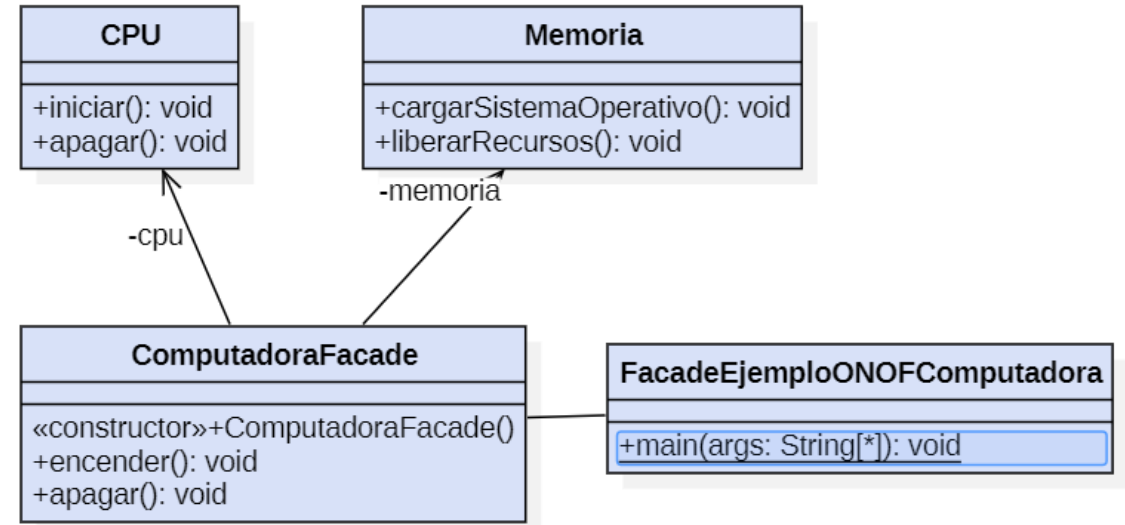 CPU
+iniciar(): void
+apagar(): void
Memoria
+cargarSistemaOperativo(): void
+liberarRecursos(): void
-memoria
-cpu
ComputadoraFacade
«constructor»+ComputadoraFacade()
+encender(): void
+apagar(): void
FacadeEjemploONOFComputadora
+main(args: String[*]): void